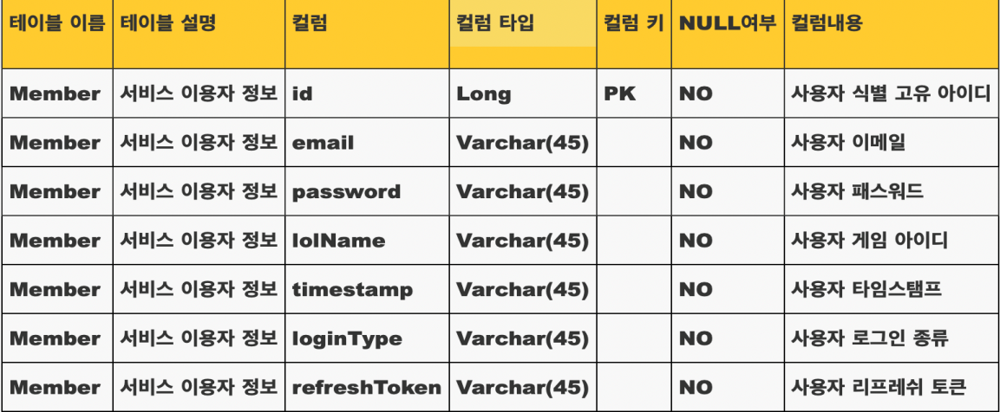 테이블 이름 테이블 설명 컬럼 컬럼 타입 컬럼 키 NULL여부 컬럼내용
Member 서비스 이용자 정보 id Long PK NO 사용자 식별 고유 아이디
Member 서비스 이용자 정보 email Varchar(45) NO 사용자 이메일
Member 서비스 이용자 정보 password Varchar(45) NO 사용자 패스워드
Member 서비스 이용자 정보 lolName Varchar(45) NO 사용자 게임 아이디
Member 서비스 이용자 정보 timestamp Varchar(45) NO 사용자 타임스탬프
Member 서비스 이용자 정보 loginType Varchar(45) NO 사용자 로그인 종류
Member 서비스 이용자 정보 refreshToken Varchar(45) NO 사용자 리프레쉬 토큰